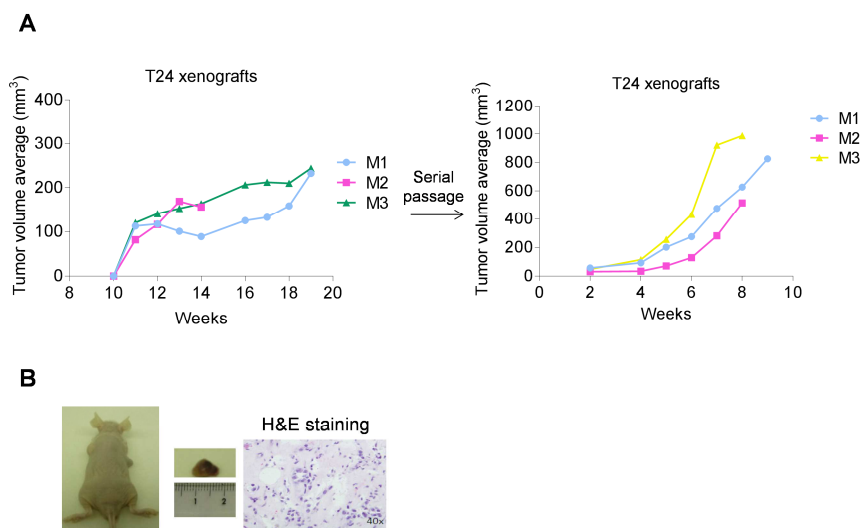 A
T24 xenografts
Tumor volume average (mm³)
400
300
200
100
0
8
10
12
14
16
18
20
Weeks
M1
M2
M3
Serial
passage
T24 xenografts
Tumor volume average (mm³)
1200
1000
800
600
400
200
0
0
2
4
6
8
10
Weeks
M1
M2
M3
B
H&E staining
1
2
40x